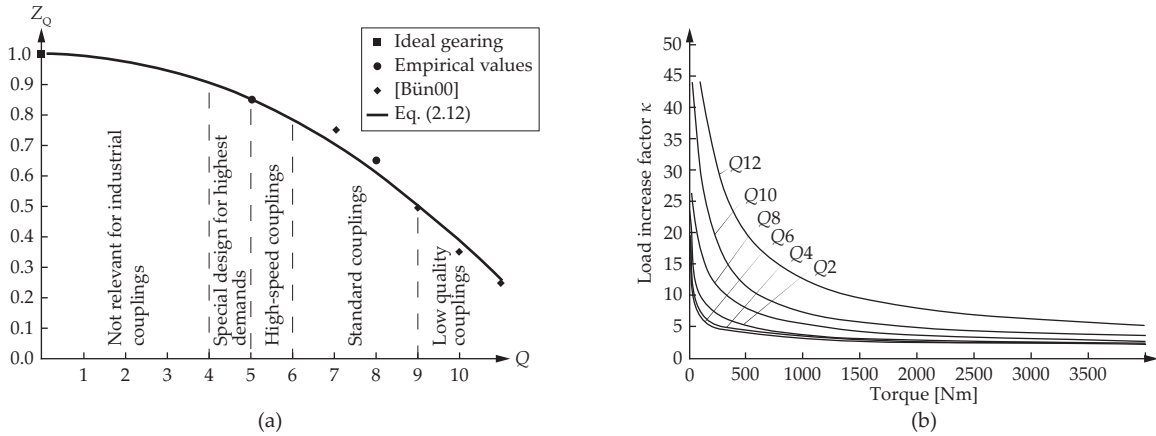 Z_Q
1.0
0.9
0.8
0.7
0.6
0.5
0.4
0.3
0.2
0.1
0.0
■ Ideal gearing
● Empirical values
◆ [Bün00]
— Eq. (2.12)
Not relevant for industrial
couplings
Special design for highest
demands
High-speed couplings
Standard couplings
Low quality
couplings
1 2 3 4 5 6 7 8 9 10 Q
(a)
Load increase factor κ
50
45
40
35
30
25
20
15
10
5
0
Q12
Q10
Q8
Q6
Q4
Q2
0 500 1000 1500 2000 2500 3000 3500
Torque [Nm]
(b)